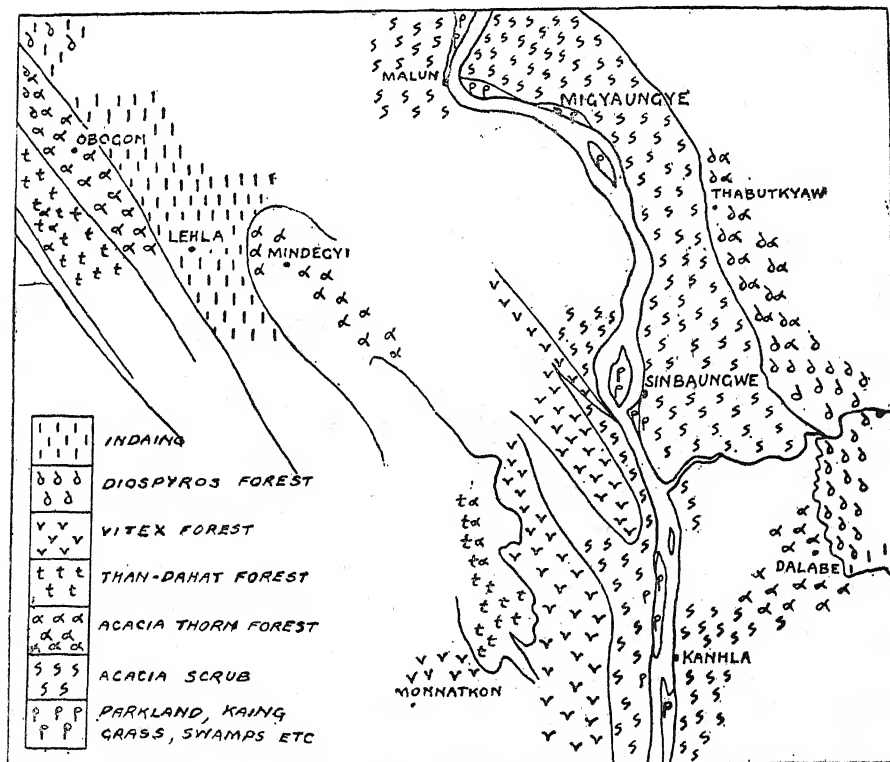 MALUN
MIGYAUNGYE
OBOGON
THABUTKYAW
LEHLA
MINDEGYI
SINBAUNGWE
INDAING
DIOSPYROS FOREST
VITEX FOREST
THAN-DAHAT FOREST
DALABE
ACACIA THORM FOREST
KANHLA
ACACIA SCRUB
MONNATKON
PARKLAND, KAING
GRASS, SWAMPS ETC